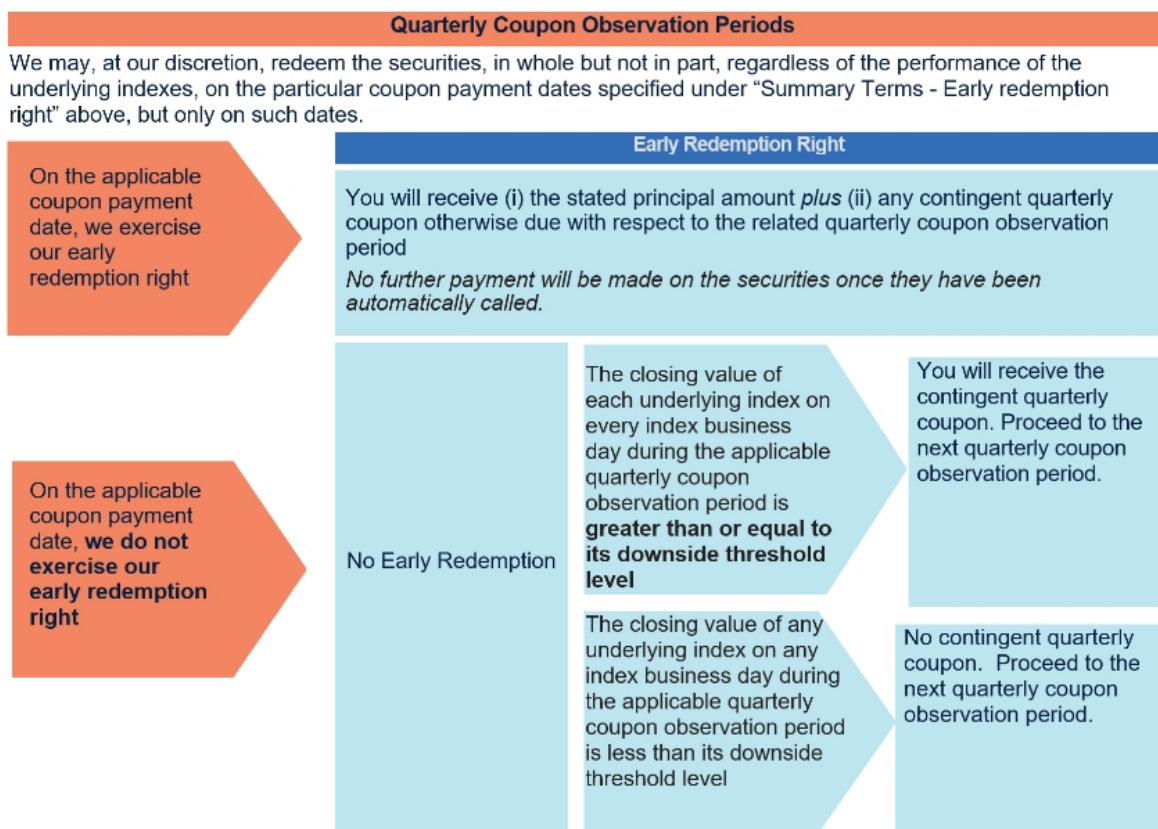 Quarterly Coupon Observation Periods
We may, at our discretion, redeem the securities, in whole but not in part, regardless of the performance of the
underlying indexes, on the particular coupon payment dates specified under “Summary Terms - Early redemption
right” above, but only on such dates.
On the applicable
coupon payment
date, we exercise
our early
redemption right
Early Redemption Right
You will receive (i) the stated principal amount plus (ii) any contingent quarterly
coupon otherwise due with respect to the related quarterly coupon observation
period
No further payment will be made on the securities once they have been
automatically called.
On the applicable
coupon payment
date, we do not
exercise our
early redemption
right
No Early Redemption
The closing value of
each underlying index on
every index business
day during the applicable
quarterly coupon
observation period is
greater than or equal to
its downside threshold
level
You will receive the
contingent quarterly
coupon. Proceed to the
next quarterly coupon
observation period.
The closing value of any
underlying index on any
index business day during
the applicable quarterly
coupon observation period
is less than its downside
threshold level
No contingent quarterly
coupon.  Proceed to the
next quarterly coupon
observation period.